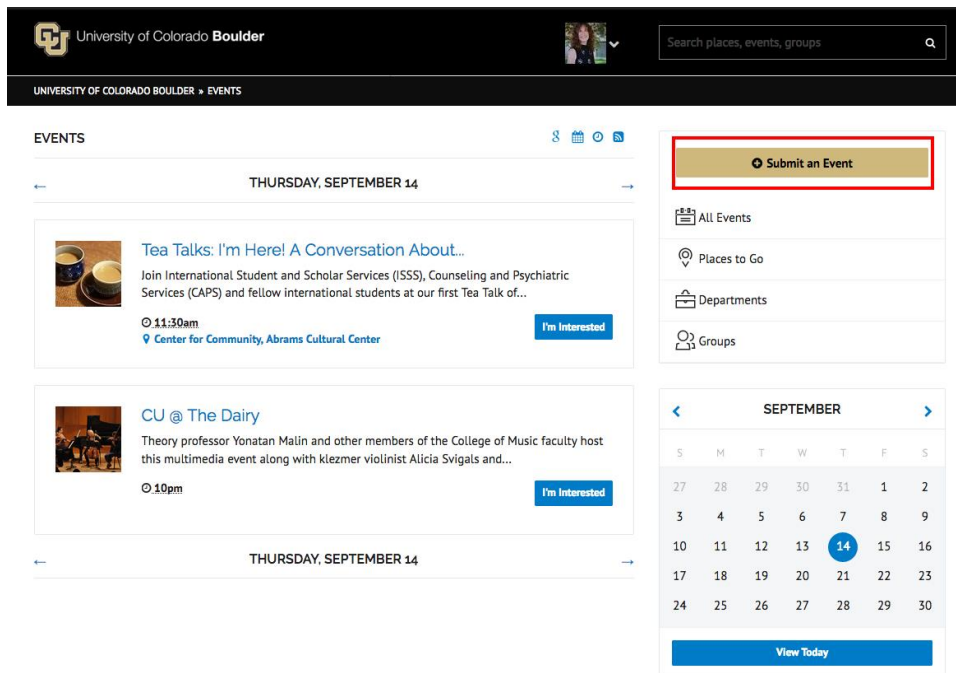 CU University of Colorado Boulder
Search places, events, groups
UNIVERSITY OF COLORADO BOULDER » EVENTS
EVENTS
8
← THURSDAY, SEPTEMBER 14 →
Tea Talks: I'm Here! A Conversation About...
Join International Student and Scholar Services (ISSS), Counseling and Psychiatric
Services (CAPS) and fellow international students at our first Tea Talk of...
11:30am
Center for Community, Abrams Cultural Center
I'm Interested
CU @ The Dairy
Theory professor Yonatan Malin and other members of the College of Music faculty host
this multimedia event along with klezmer violinist Alicia Svigals and...
10pm
I'm Interested
← THURSDAY, SEPTEMBER 14 →
Submit an Event
All Events
Places to Go
Departments
Groups
SEPTEMBER
S M T W T F S
27 28 29 30 31 1 2
3 4 5 6 7 8 9
10 11 12 13 14 15 16
17 18 19 20 21 22 23
24 25 26 27 28 29 30
View Today